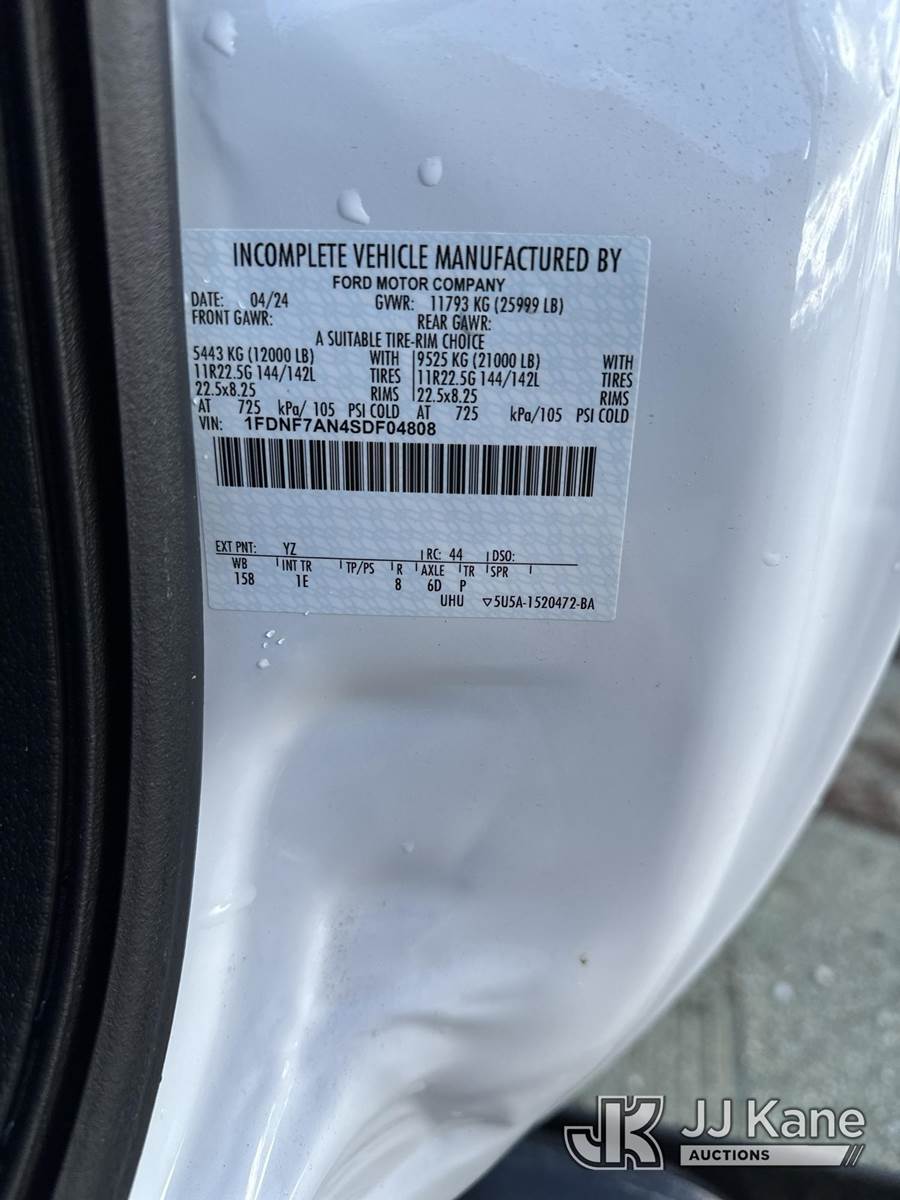 INCOMPLETE VEHICLE MANUFACTURED BY
FORD MOTOR COMPANY
DATE: 04/24 GVWR: 11793 KG (25999 LB)
FRONT GAWR: REAR GAWR:
A SUITABLE TIRE-RIM CHOICE
5443 KG (12000 LB) WITH 9525 KG (21000 LB) WITH
11R22.5G 144/142L TIRES 11R22.5G 144/142L TIRES
22.5x8.25 RIMS 22.5x8.25 RIMS
AT 725 kPa/ 105 PSI COLD AT 725 kPa/105 PSI COLD
VIN: 1FDNF7AN4SDF04808
EXT PNT: YZ RC: 44 DSO:
WB INT TR TP/PS R AXLE TR SPR
158 1E 8 6D P
UHU 5U5A-1520472-BA
JK JJ Kane
AUCTIONS